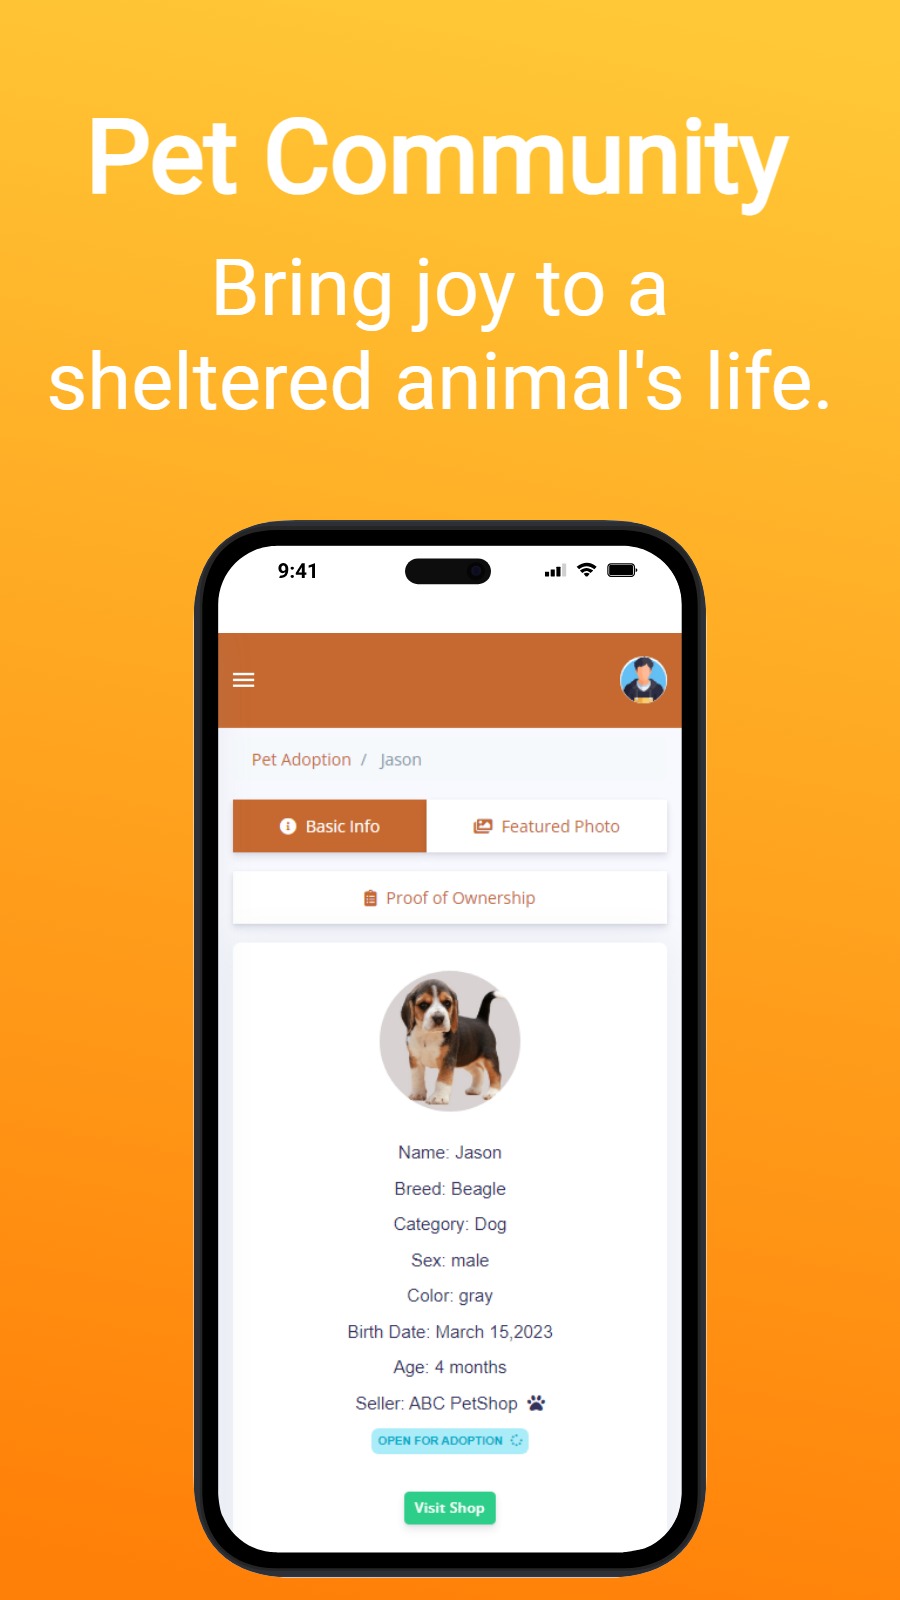 Pet Community
Bring joy to a
sheltered animal's life.
9:41
Pet Adoption / Jason
Basic Info
Featured Photo
Proof of Ownership
Name: Jason
Breed: Beagle
Category: Dog
Sex: male
Color: gray
Birth Date: March 15,2023
Age: 4 months
Seller: ABC PetShop
OPEN FOR ADOPTION
Visit Shop